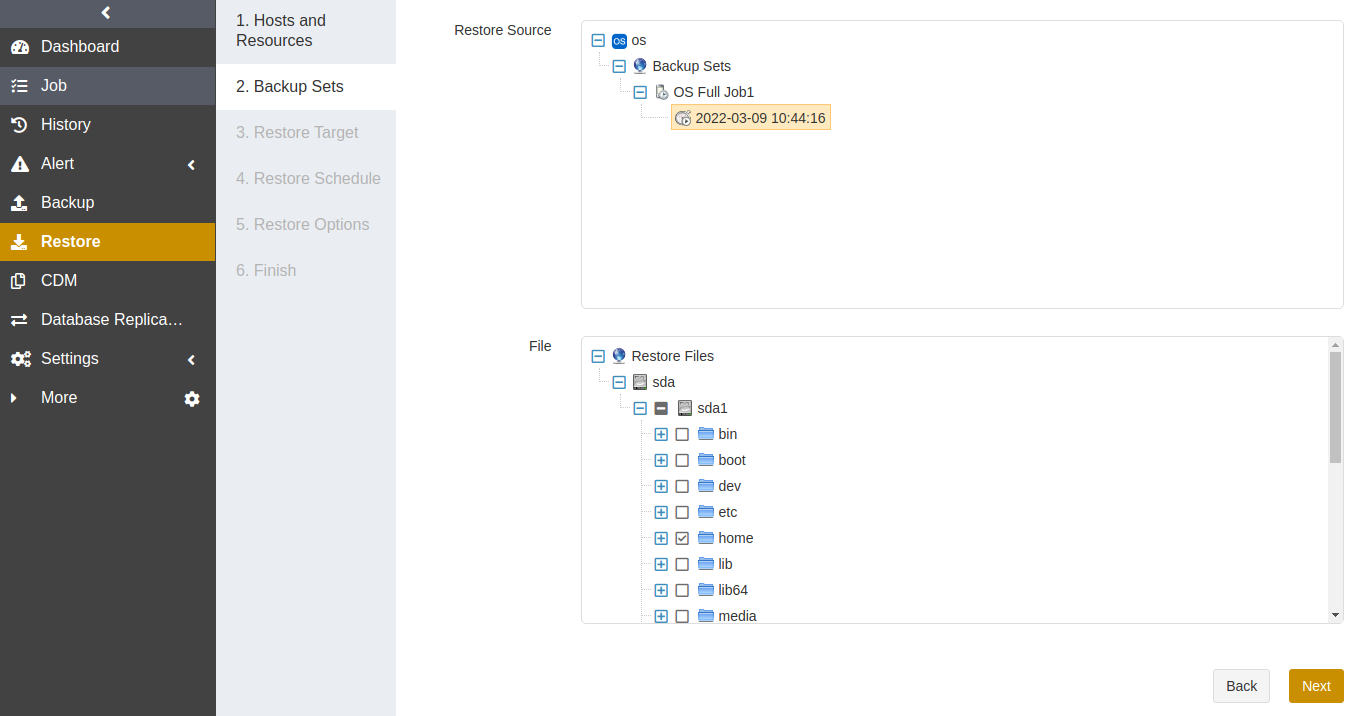 Dashboard
Job
History
Alert
Backup
Restore
CDM
Database Replica…
Settings
More
1. Hosts and
Resources
2. Backup Sets
3. Restore Target
4. Restore Schedule
5. Restore Options
6. Finish
Restore Source
OS os
Backup Sets
OS Full Job1
2022-03-09 10:44:16
File
Restore Files
sda
sda1
bin
boot
dev
etc
home
lib
lib64
media
Back
Next